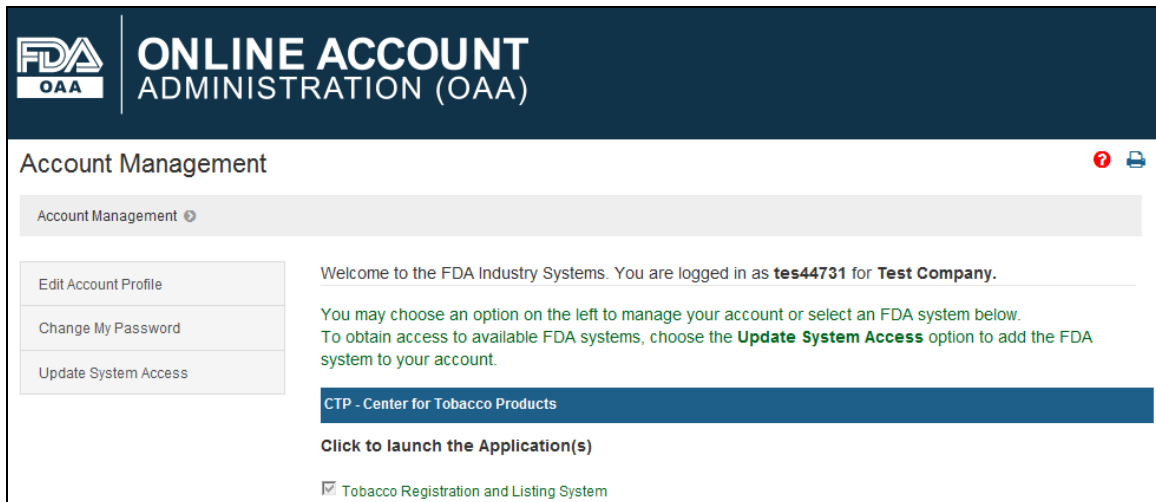 FDA
OAA
ONLINE ACCOUNT
ADMINISTRATION (OAA)
Account Management
Account Management
Edit Account Profile
Change My Password
Update System Access
Welcome to the FDA Industry Systems. You are logged in as tes44731 for Test Company.
You may choose an option on the left to manage your account or select an FDA system below.
To obtain access to available FDA systems, choose the Update System Access option to add the FDA
system to your account.
CTP - Center for Tobacco Products
Click to launch the Application(s)
Tobacco Registration and Listing System